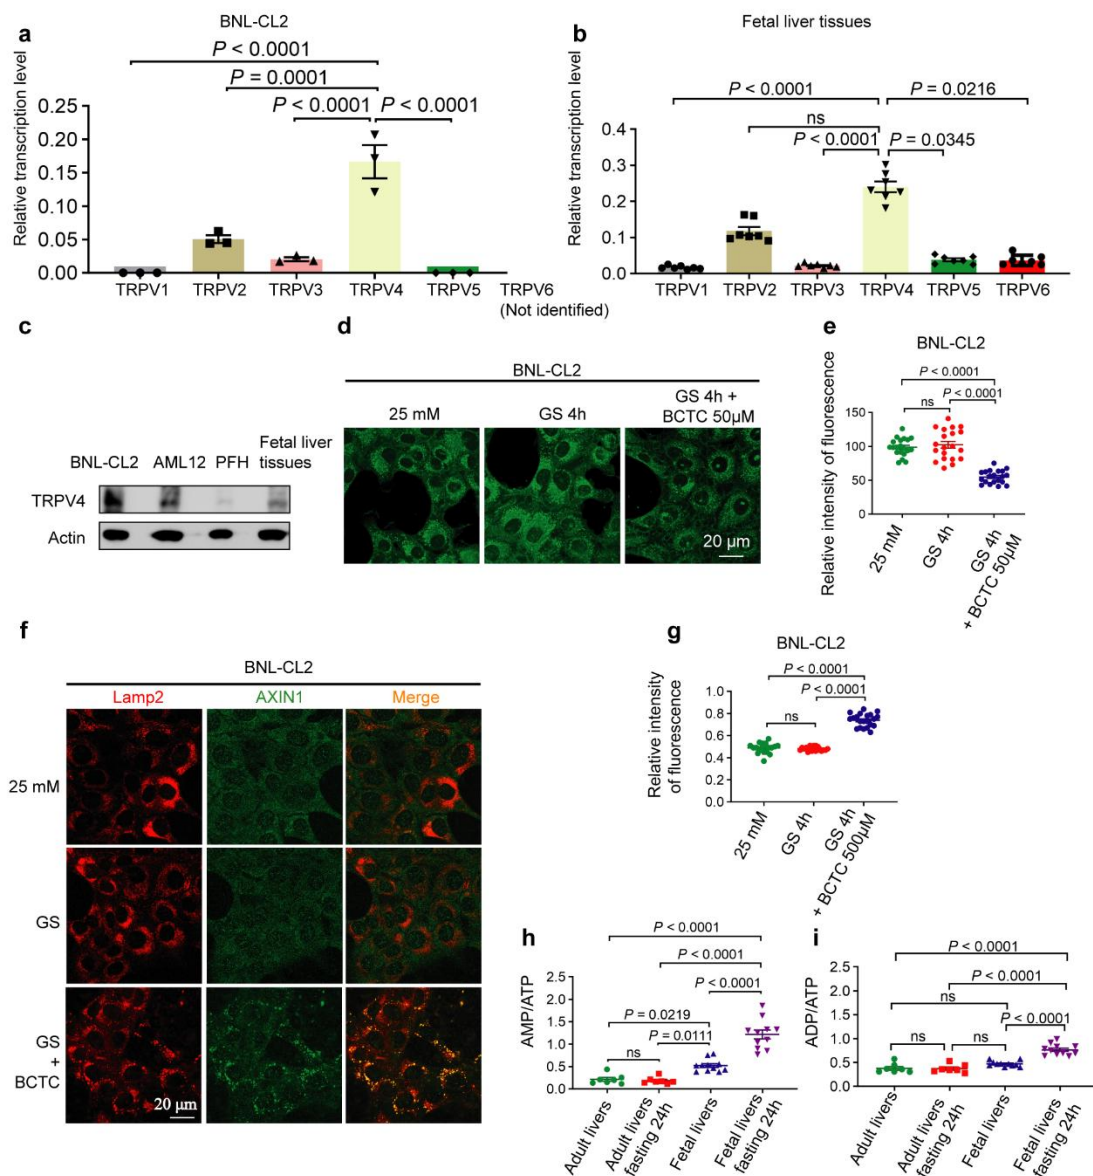 a
BNL-CL2
P < 0.0001
P = 0.0001
P < 0.0001
P < 0.0001
Relative transcription level
0.25
0.20
0.15
0.10
0.05
0.00
TRPV1
TRPV2
TRPV3
TRPV4
TRPV5
TRPV6
(Not identified)
b
Fetal liver tissues
P < 0.0001
P = 0.0216
ns
P < 0.0001
P = 0.0345
Relative transcription level
0.4
0.3
0.2
0.1
0.0
TRPV1
TRPV2
TRPV3
TRPV4
TRPV5
TRPV6
c
BNL-CL2
AML12
PFH
Fetal liver
tissues
TRPV4
Actin
d
BNL-CL2
25 mM
GS 4h
GS 4h +
BCTC 50μM
20 μm
e
BNL-CL2
P < 0.0001
ns
P < 0.0001
Relative intensity of fluorescence
150
100
50
0
25 mM
GS 4h
GS 4h
+ BCTC 50μM
f
BNL-CL2
Lamp2
AXIN1
Merge
25 mM
GS
GS
+
BCTC
20 μm
g
BNL-CL2
P < 0.0001
P < 0.0001
ns
Relative intensity
of fluorescence
1.0
0.8
0.6
0.4
0.2
0.0
25 mM
GS 4h
GS 4h
+ BCTC 500μM
h
P < 0.0001
P < 0.0001
P < 0.0001
P = 0.0219
P = 0.0111
ns
AMP/ATP
2.5
2.0
1.5
1.0
0.5
0.0
Adult livers
Adult livers
fasting 24h
Fetal livers
Fetal livers
fasting 24h
i
P < 0.0001
P < 0.0001
ns
P < 0.0001
ns
ns
ADP/ATP
2.5
2.0
1.5
1.0
0.5
0.0
Adult livers
Adult livers
fasting 24h
Fetal livers
Fetal livers
fasting 24h